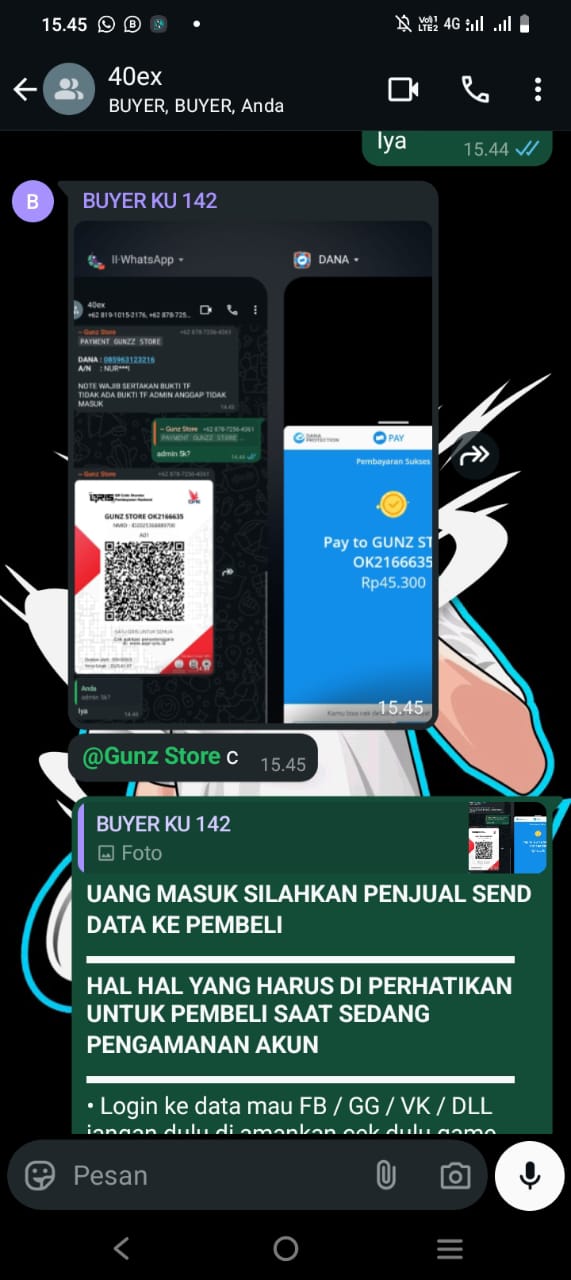 15.45
4G
40ex
BUYER, BUYER, Anda
Iya
15.44
B
BUYER KU 142
WhatsApp
DANA
40ex
+62 819-1015-2176, +62 878-725...
~ Gunz Store +62 878-7256-4061
PAYMENT GUNZZ STORE
DANA : 085963123216
A/N : NUR***I
NOTE WAJIB SERTAKAN BUKTI TF
TIDAK ADA BUKTI TF ADMIN ANGGAP TIDAK
MASUK
14.45
~ Gunz Store +62 878-7256-4061
PAYMENT GUNZZ STORE
admin 5k?
14.44
~ Gunz Store +62 878-7256-4061
QRIS
GUNZ STORE OK2166635
A01
SATU QRIS UNTUK SEMUA
Anda
admin 5k?
Iya
14.45
DANA
PROTECTION
PAY
Pembayaran Sukses
Pay to GUNZ ST
OK2166635
Rp45.300
15.45
@Gunz Store c
15.45
BUYER KU 142
Foto
UANG MASUK SILAHKAN PENJUAL SEND
DATA KE PEMBELI
HAL HAL YANG HARUS DI PERHATIKAN
UNTUK PEMBELI SAAT SEDANG
PENGAMANAN AKUN
• Login ke data mau FB / GG / VK / DLL
jangan dulu di amankan cek dulu game
Pesan